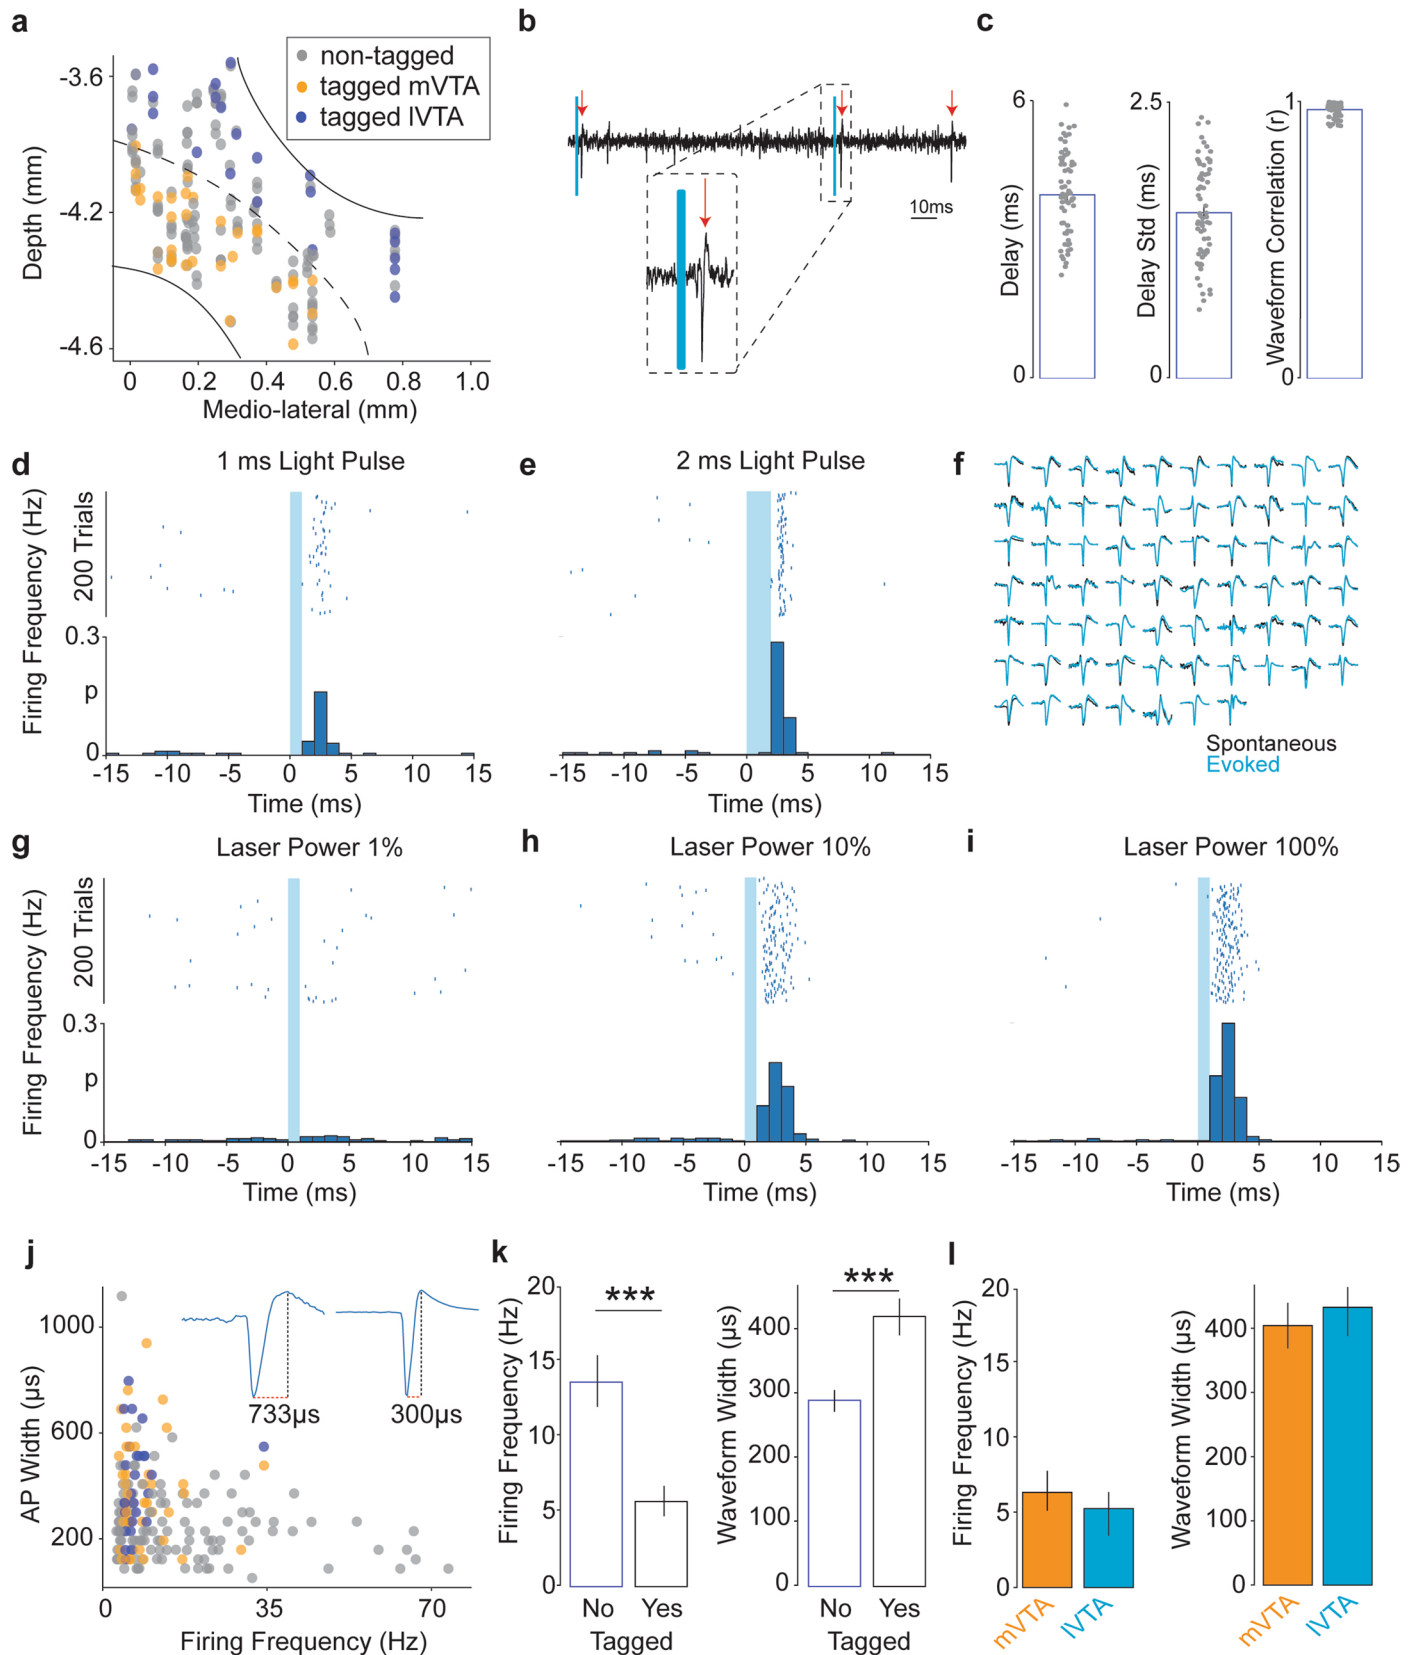 a
non-tagged
tagged mVTA
tagged lVTA
-3.6
-4.2
-4.6
Depth (mm)
0 0.2 0.4 0.6 0.8 1.0
Medio-lateral (mm)
b
10ms
c
6
0
Delay (ms)
2.5
0
Delay Std (ms)
1
0
Waveform Correlation (r)
d
1 ms Light Pulse
Firing Frequency (Hz)
200 Trials
0.3
p
0
-15 -10 -5 0 5 10 15
Time (ms)
e
2 ms Light Pulse
-15 -10 -5 0 5 10 15
Time (ms)
f
Spontaneous
Evoked
g
Laser Power 1%
Firing Frequency (Hz)
200 Trials
0.3
p
0
-15 -10 -5 0 5 10 15
Time (ms)
h
Laser Power 10%
-15 -10 -5 0 5 10 15
Time (ms)
i
Laser Power 100%
-15 -10 -5 0 5 10 15
Time (ms)
j
1000
600
200
AP Width (µs)
733µs
300µs
0 35 70
Firing Frequency (Hz)
k
20
15
10
5
0
Firing Frequency (Hz)
***
No Yes
Tagged
400
300
200
100
0
Waveform Width (µs)
***
No Yes
Tagged
l
20
15
10
5
0
Firing Frequency (Hz)
mVTA
lVTA
400
300
200
100
0
Waveform Width (µs)
mVTA
lVTA